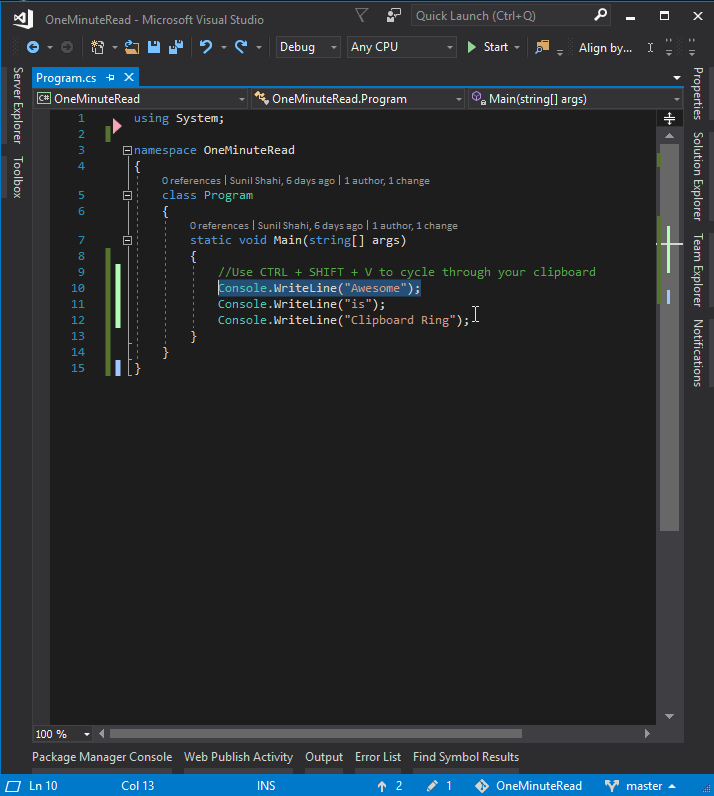 OneMinuteRead - Microsoft Visual Studio
Quick Launch (Ctrl+Q)
Debug Any CPU Start Align by...
Server Explorer
Toolbox
Program.cs
C# OneMinuteRead OneMinuteRead.Program Main(string[] args)
1 using System;
2
3 namespace OneMinuteRead
4 {
0 references | Sunil Shahi, 6 days ago | 1 author, 1 change
5 class Program
6 {
0 references | Sunil Shahi, 6 days ago | 1 author, 1 change
7 static void Main(string[] args)
8 {
9 //Use CTRL + SHIFT + V to cycle through your clipboard
10 Console.WriteLine("Awesome");
11 Console.WriteLine("is");
12 Console.WriteLine("Clipboard Ring");
13 }
14 }
15 }
Properties
Solution Explorer
Team Explorer
Notifications
100 %
Package Manager Console Web Publish Activity Output Error List Find Symbol Results
Ln 10 Col 13 INS 2 1 OneMinuteRead master